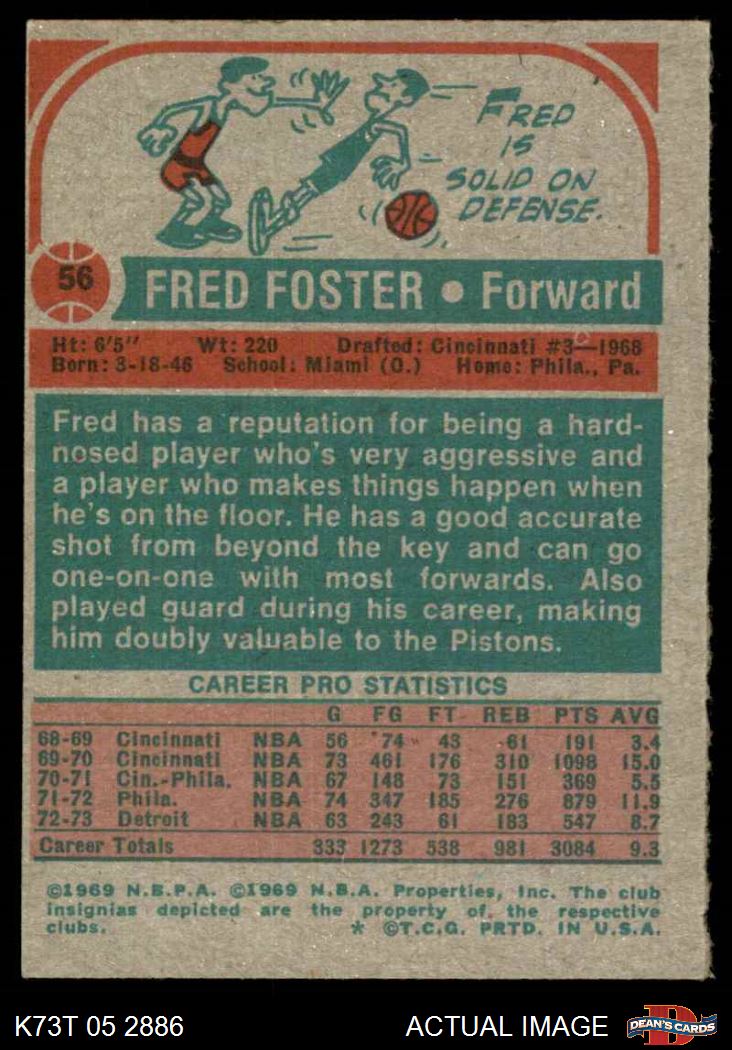 FRED
IS
SOLID ON
DEFENSE.
56
FRED FOSTER • Forward
Ht: 6'5" Wt: 220 Drafted: Cincinnati #3—1968
Born: 3-18-46 School: Miami (O.) Home: Phila., Pa.
Fred has a reputation for being a hard-
nosed player who's very aggressive and
a player who makes things happen when
he's on the floor. He has a good accurate
shot from beyond the key and can go
one-on-one with most forwards. Also
played guard during his career, making
him doubly valuable to the Pistons.
CAREER PRO STATISTICS
G FG FT REB PTS AVG
68-69 Cincinnati NBA 56 74 43 61 191 3.4
69-70 Cincinnati NBA 73 461 176 310 1098 15.0
70-71 Cin.-Phila. NBA 67 148 73 151 369 5.5
71-72 Phila. NBA 74 347 185 276 879 11.9
72-73 Detroit NBA 63 243 61 183 547 8.7
Career Totals 333 1273 538 981 3084 9.3
©1969 N.B.P.A. ©1969 N.B.A. Properties, Inc. The club
insignias depicted are the property of the respective
clubs. * ©T.C.G. PRTD. IN U.S.A.
K73T 05 2886 ACTUAL IMAGE
D
DEAN'S CARDS